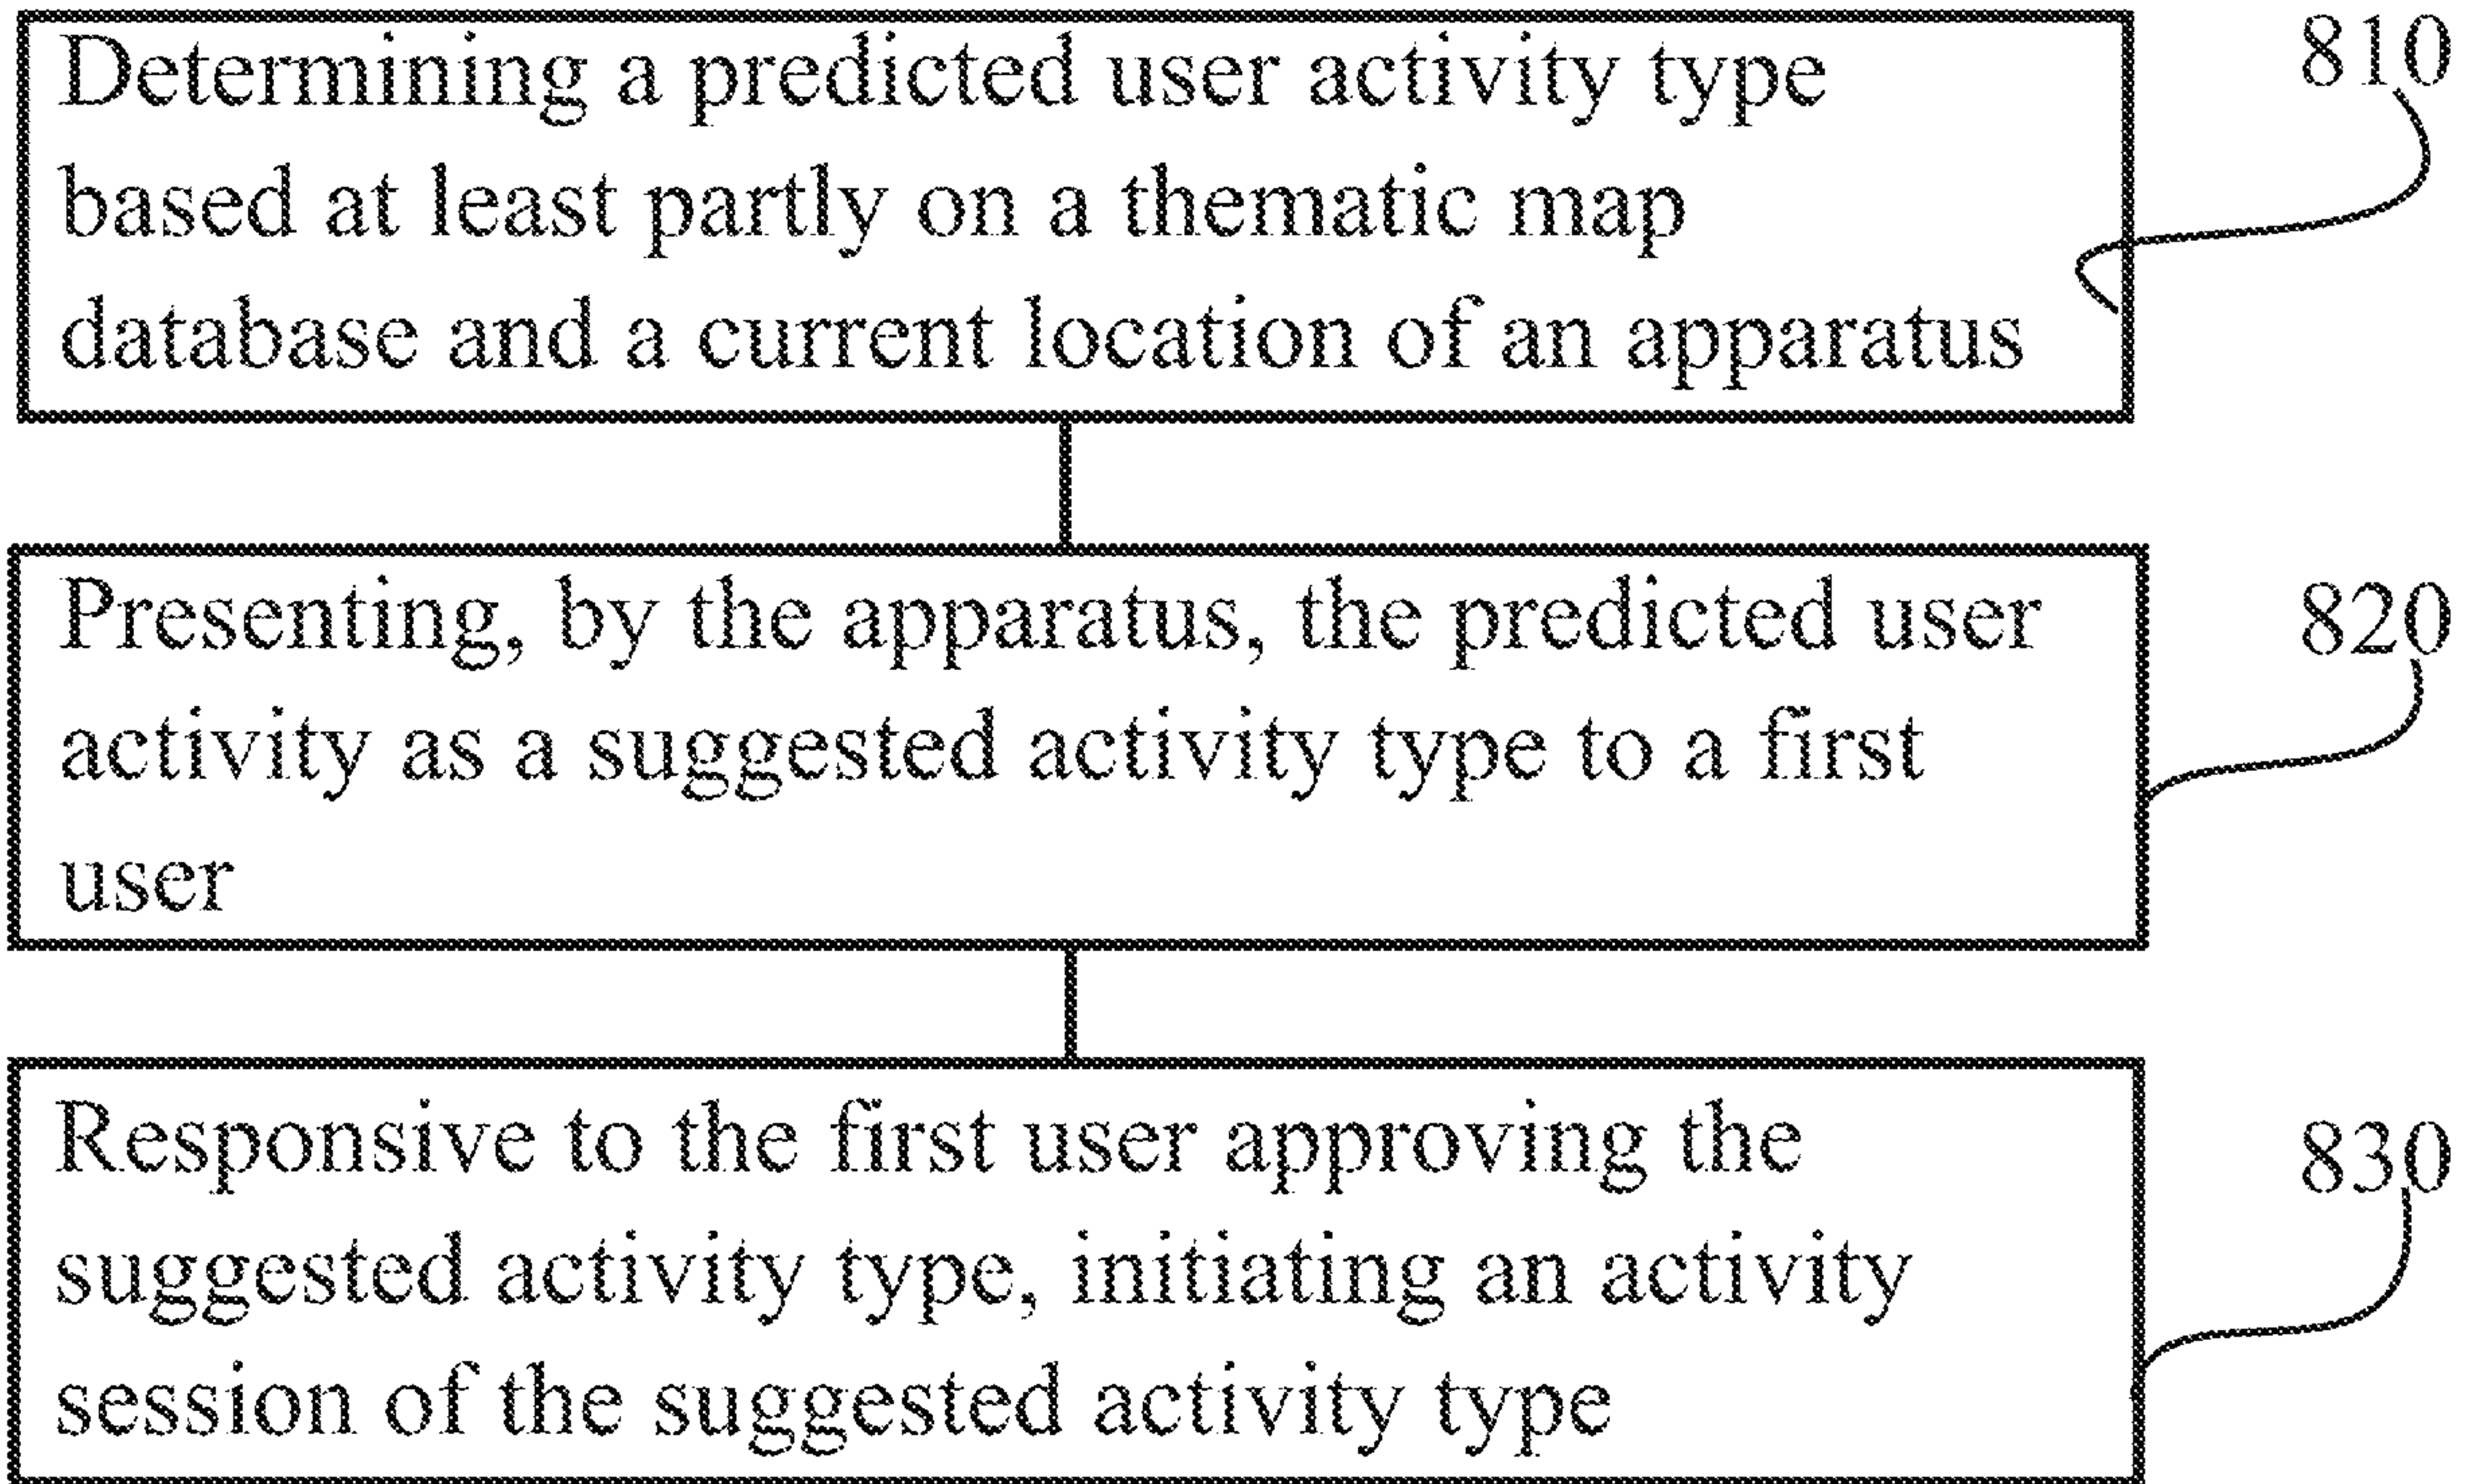 Determining a predicted user activity type
810
based at least partly on a thematic map
database and a current location of an apparatus
Presenting, by the apparatus, the predicted user
820
activity as a suggested activity type to a first
user
Responsive to the first user approving the
830
suggested activity type, initiating an activity
session of the suggested activity type